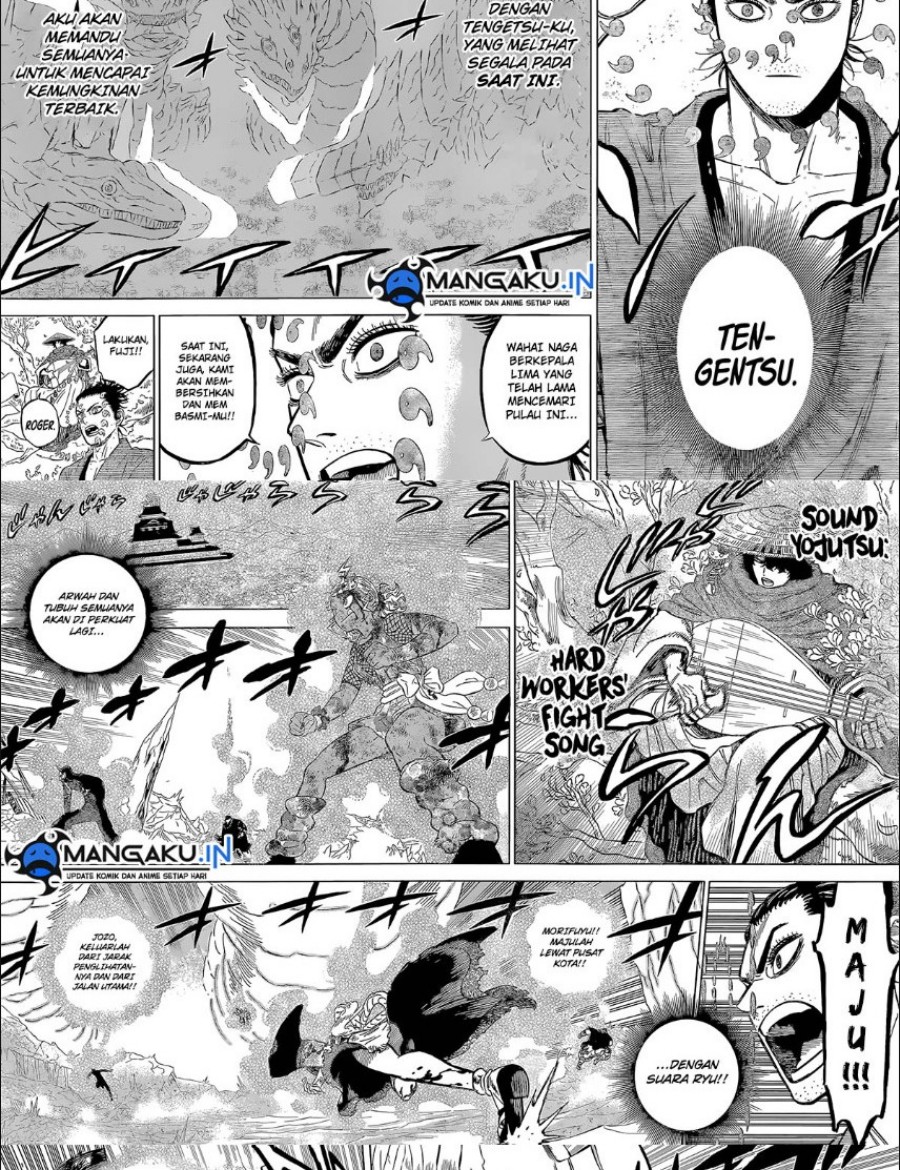 DENGAN
TENGETSU-KU,
YANG MELIHAT
SEGALA PADA
SAAT INI.
AKU AKAN
MEMANDU
SEMUANYA
UNTUK MENCAPAI
KEMUNGKINAN
TERBAIK.
TEN-
GENTSU.
MANGAKU.IN
UPDATE KOMIK DAN ANIME SETIAP HARI
WAHAI NAGA
BERKEPALA
LIMA YANG
TELAH LAMA
MENCEMARI
PULAU INI...
SAAT INI,
SEKARANG
JUGA, KAMI
AKAN MEM-
BERSIHKAN
DAN MEM
BASMI-MU!!
LAKUKAN,
FUJI!!
ROGER.
SOUND
YOJUTSU:
HARD
WORKERS'
FIGHT
SONG
ARWAH DAN
TUBUH SEMUANYA
AKAN DI PERKUAT
LAGI...
MANGAKU.IN
UPDATE KOMIK DAN ANIME SETIAP HARI
MAJU!!!
...DENGAN
SUARA RYU!!
MORIFUYU!!
MAJULAH
LEWAT PUSAT
KOTA!!
JOZO,
KELUARLAH
DARI JARAK
PENGLIHATAN-
NYA DAN DARI
JALAN UTAMA!!